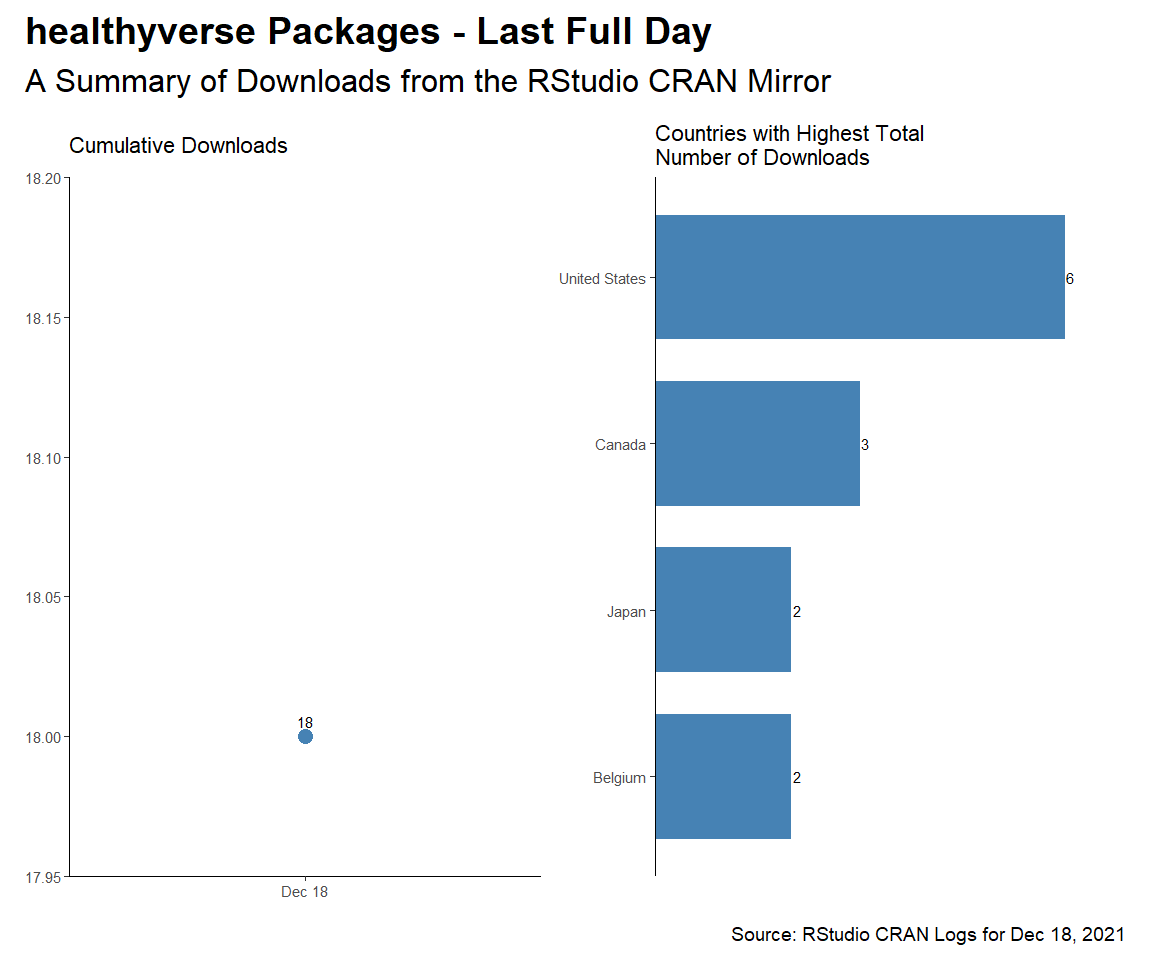 healthyverse Packages - Last Full Day
A Summary of Downloads from the RStudio CRAN Mirror
Cumulative Downloads
18.20
18.15
18.10
18.05
18.00
17.95
18
Dec 18
Countries with Highest Total
Number of Downloads
United States
6
Canada
3
Japan
2
Belgium
2
Source: RStudio CRAN Logs for Dec 18, 2021